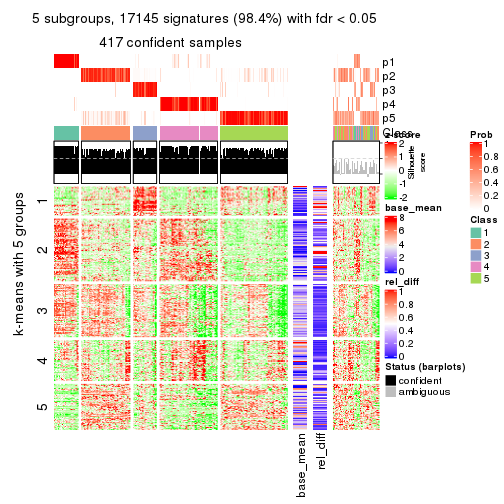 5 subgroups, 17145 signatures (98.4%) with fdr < 0.05
417 confident samples
p1
p2
p3
p4
p5
Class
z-score
2
1
0
-1
-2
Silhouette
score
k-means with 5 groups
1
2
3
4
5
base_mean
8
6
4
2
0
rel_diff
1
0.8
0.6
0.4
0.2
0
Status (barplots)
confident
ambiguous
Prob
1
0.8
0.6
0.4
0.2
0
Class
1
2
3
4
5
base_mean
rel_diff